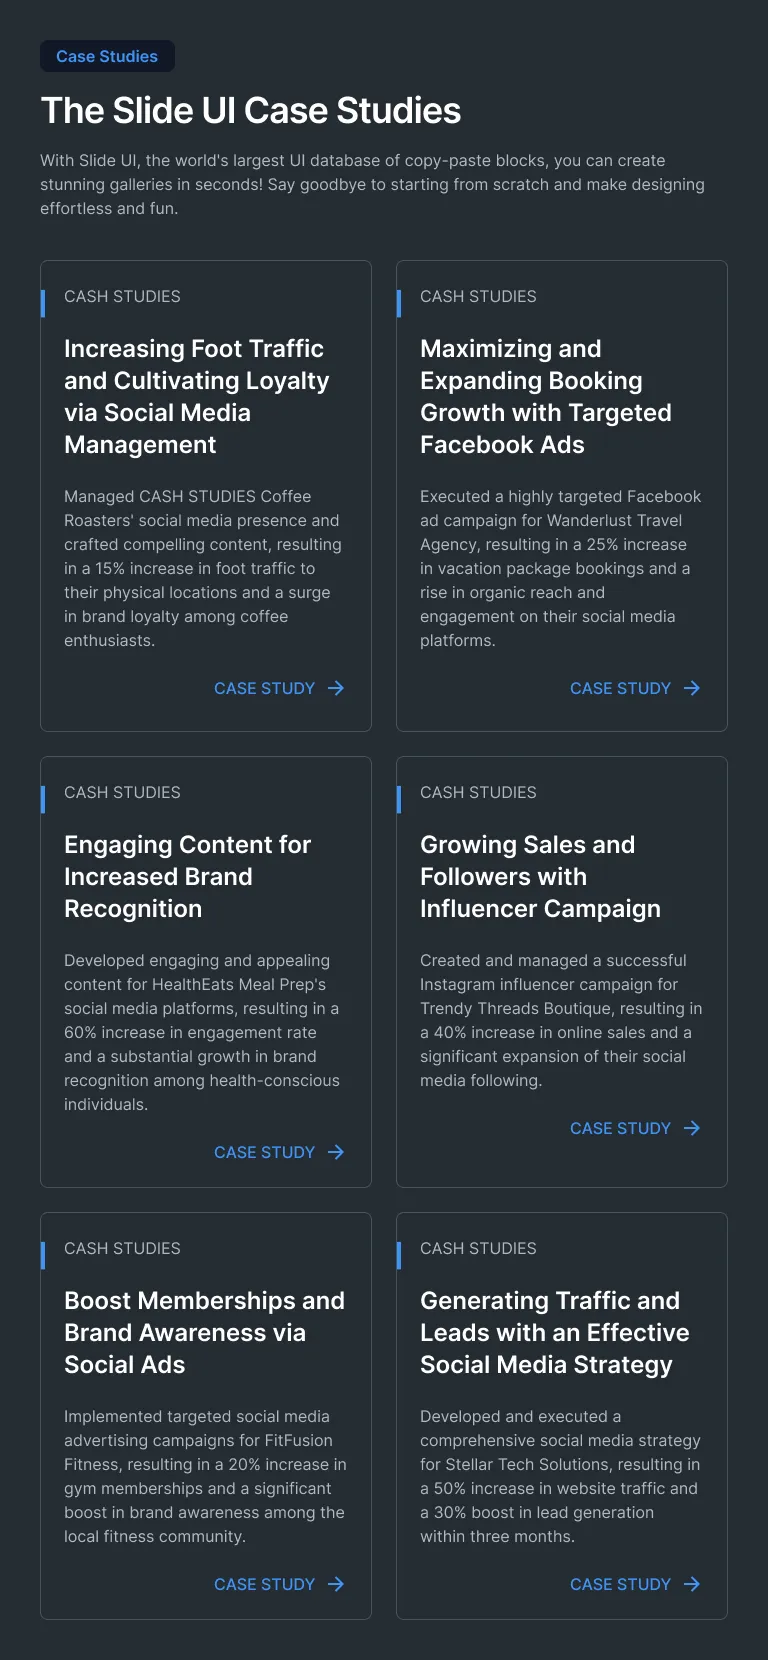 Case Studies
The Slide UI Case Studies
With Slide UI, the world's largest UI database of copy-paste blocks, you can create
stunning galleries in seconds! Say goodbye to starting from scratch and make designing
effortless and fun.
CASH STUDIES
Increasing Foot Traffic
and Cultivating Loyalty
via Social Media
Management
Managed CASH STUDIES Coffee
Roasters' social media presence and
crafted compelling content, resulting
in a 15% increase in foot traffic to
their physical locations and a surge
in brand loyalty among coffee
enthusiasts.
CASE STUDY
CASH STUDIES
Maximizing and
Expanding Booking
Growth with Targeted
Facebook Ads
Executed a highly targeted Facebook
ad campaign for Wanderlust Travel
Agency, resulting in a 25% increase
in vacation package bookings and a
rise in organic reach and
engagement on their social media
platforms.
CASE STUDY
CASH STUDIES
Engaging Content for
Increased Brand
Recognition
Developed engaging and appealing
content for HealthEats Meal Prep's
social media platforms, resulting in a
60% increase in engagement rate
and a substantial growth in brand
recognition among health-conscious
individuals.
CASE STUDY
CASH STUDIES
Growing Sales and
Followers with
Influencer Campaign
Created and managed a successful
Instagram influencer campaign for
Trendy Threads Boutique, resulting in
a 40% increase in online sales and a
significant expansion of their social
media following.
CASE STUDY
CASH STUDIES
Boost Memberships and
Brand Awareness via
Social Ads
Implemented targeted social media
advertising campaigns for FitFusion
Fitness, resulting in a 20% increase in
gym memberships and a significant
boost in brand awareness among the
local fitness community.
CASE STUDY
CASH STUDIES
Generating Traffic and
Leads with an Effective
Social Media Strategy
Developed and executed a
comprehensive social media strategy
for Stellar Tech Solutions, resulting in
a 50% increase in website traffic and
a 30% boost in lead generation
within three months.
CASE STUDY